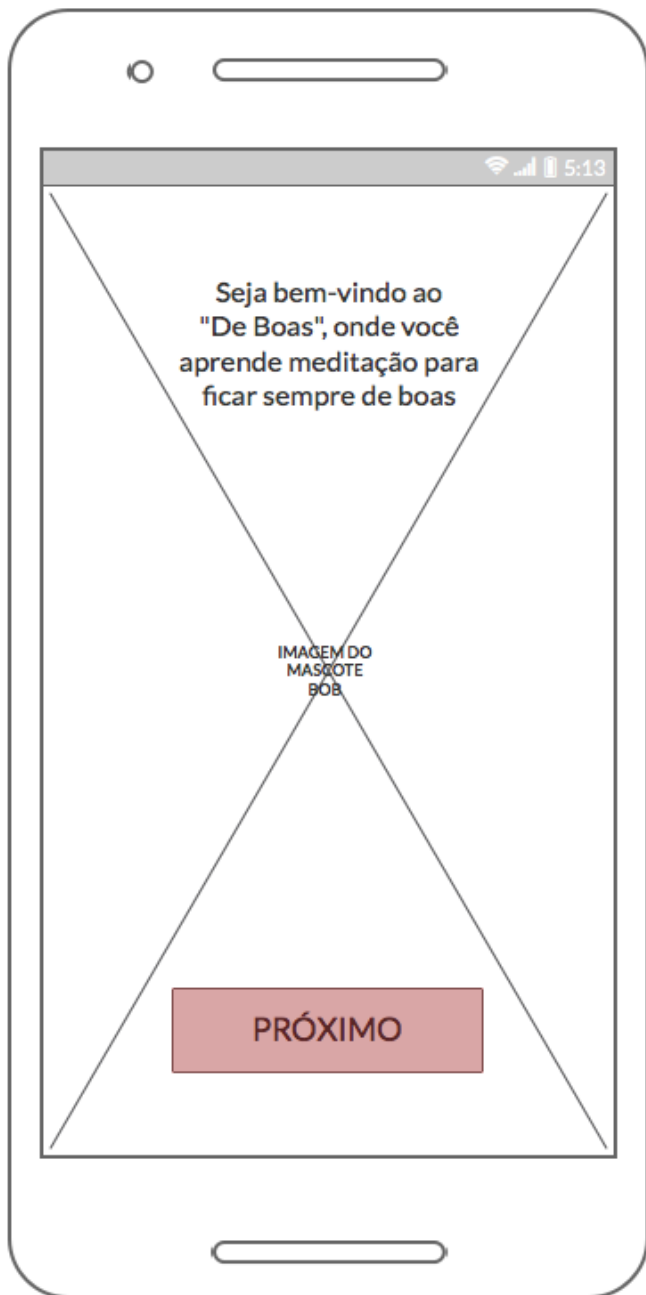 5:13
Seja bem-vindo ao
"De Boas", onde você
aprende meditação para
ficar sempre de boas
IMAGEM DO
MASCOTE
BOB
PRÓXIMO